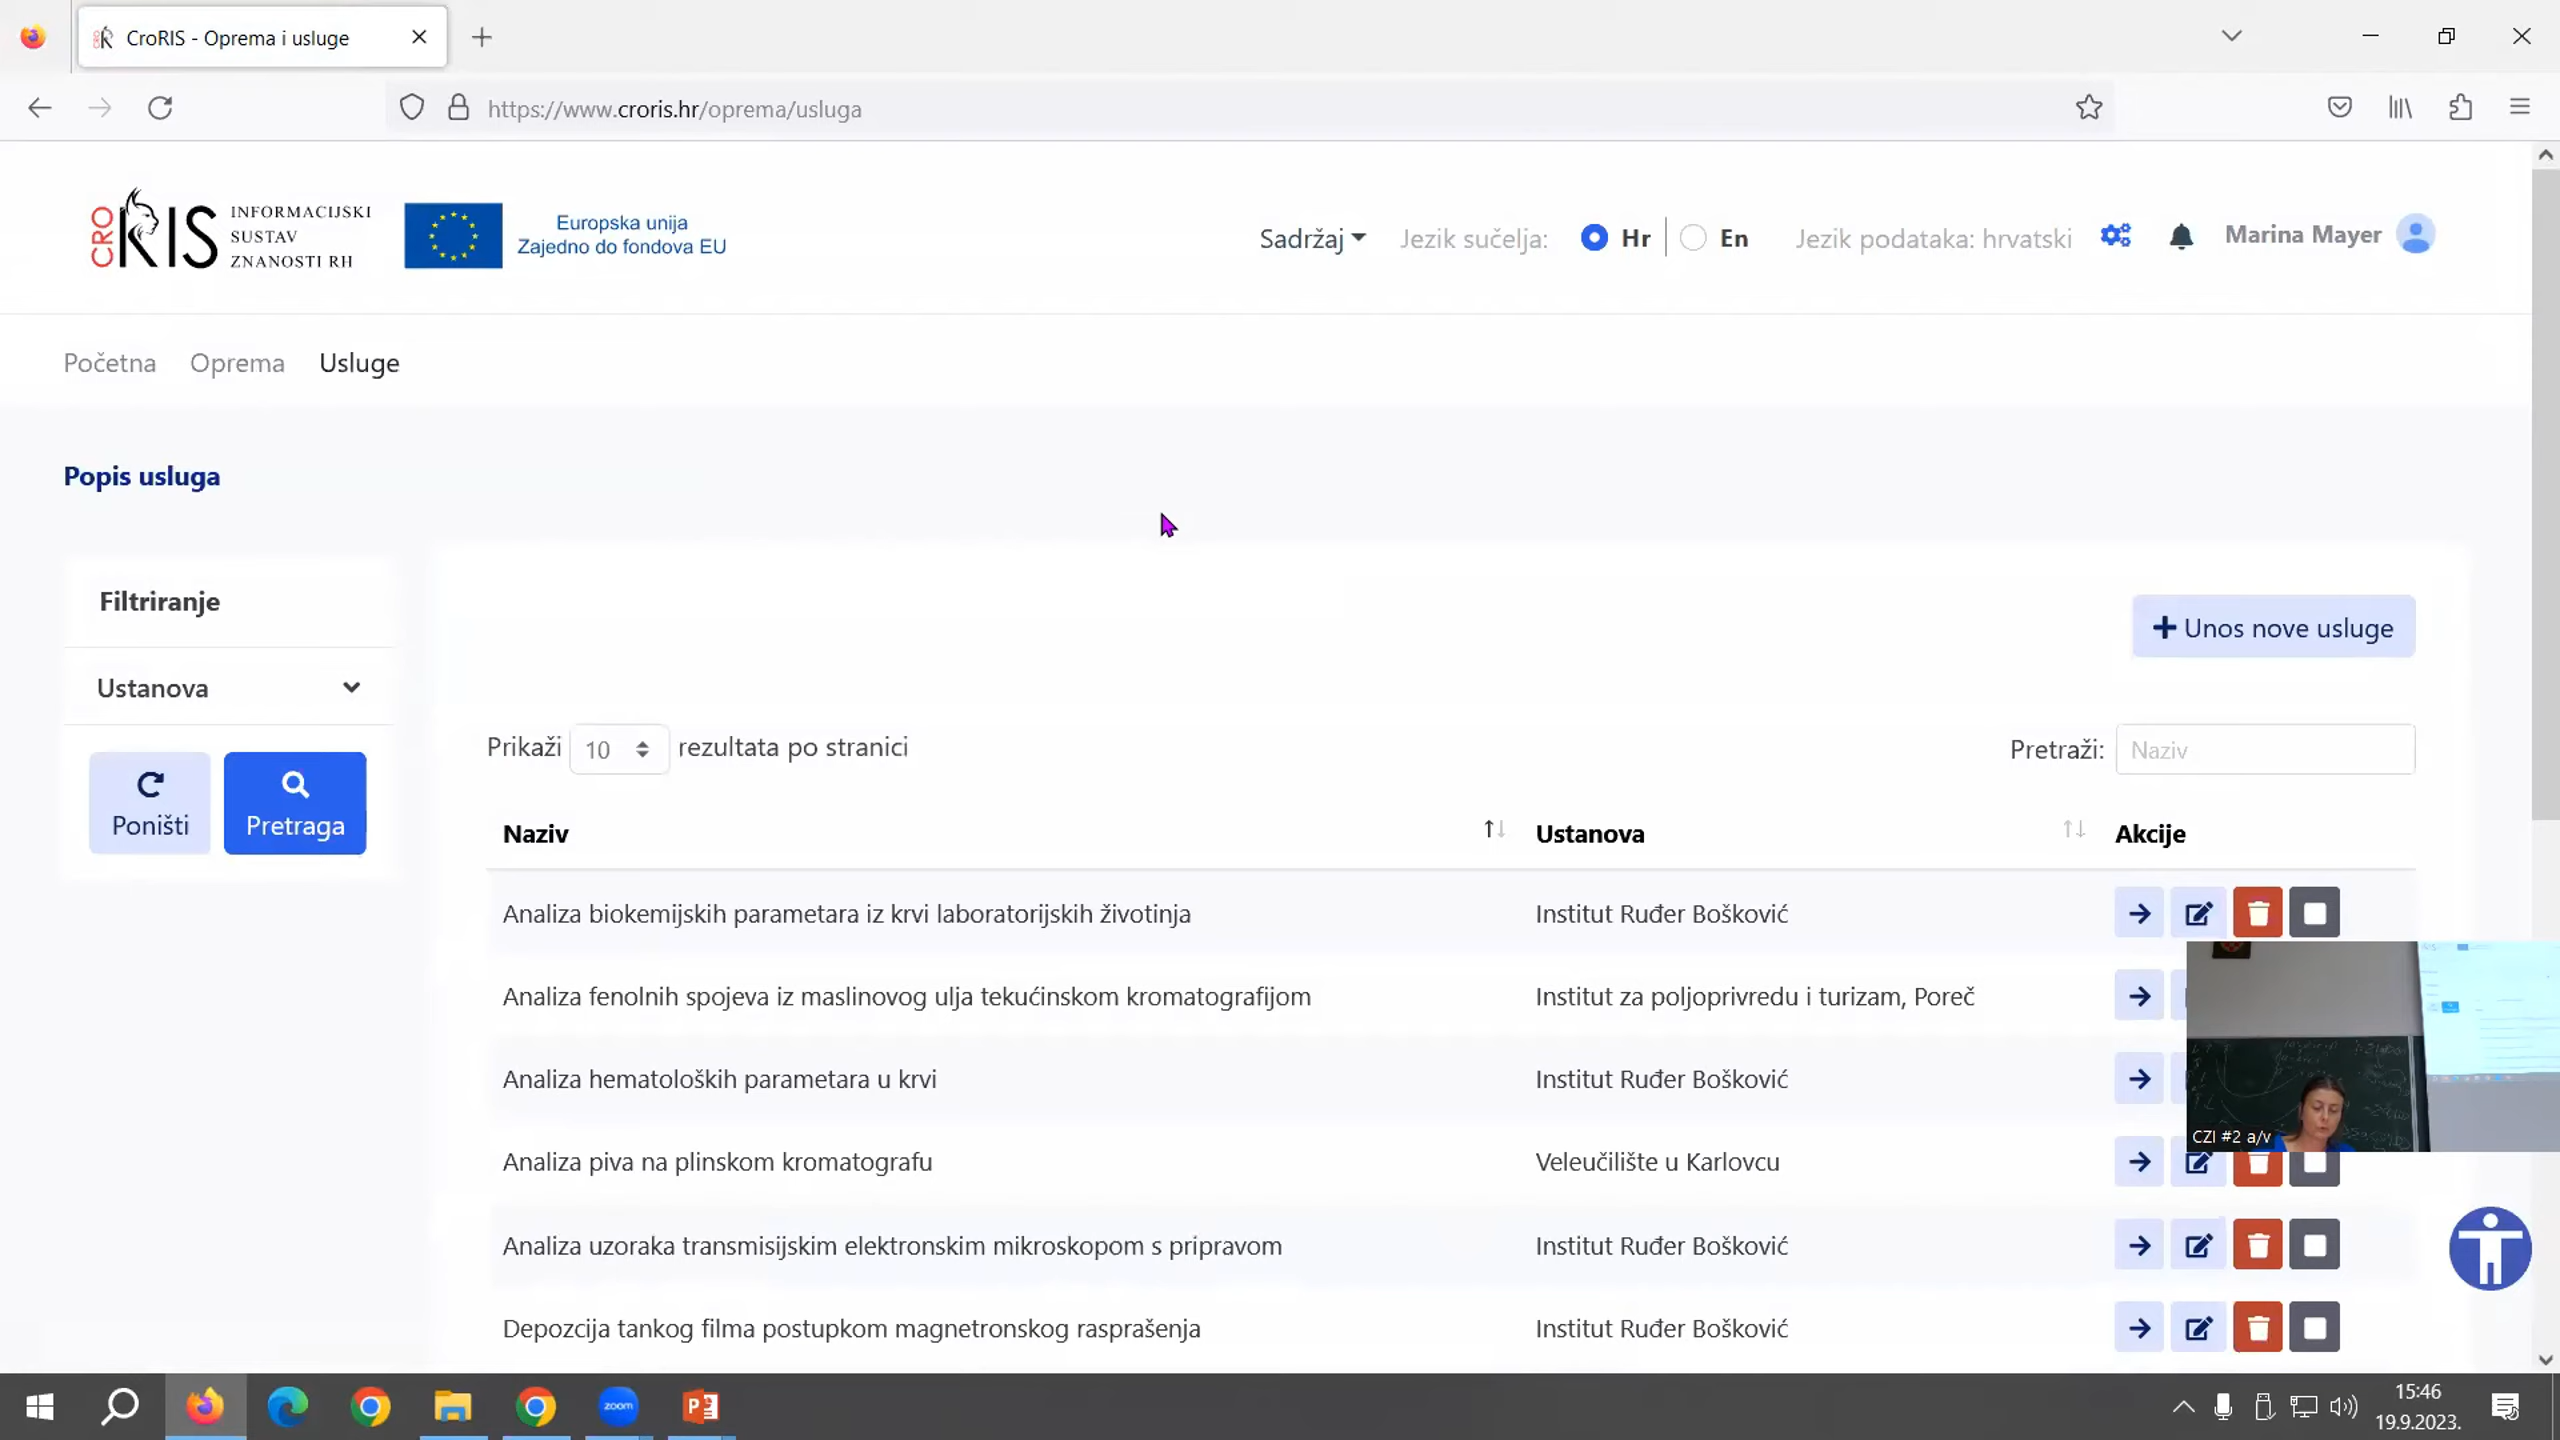 CroRIS - Oprema i usluge
https://www.croris.hr/oprema/usluga
CRO RIS
INFORMACIJSKI
SUSTAV
ZNANOSTI RH
Europska unija
Zajedno do fondova EU
Sadržaj
Jezik sučelja:
Hr
En
Jezik podataka: hrvatski
Marina Mayer
Početna
Oprema
Usluge
Popis usluga
Filtriranje
Ustanova
Poništi
Pretraga
Unos nove usluge
Prikaži 10 rezultata po stranici
Pretraži: Naziv
Naziv Ustanova Akcije
Analiza biokemijskih parametara iz krvi laboratorijskih životinja Institut Ruđer Bošković
Analiza fenolnih spojeva iz maslinovog ulja tekućinskom kromatografijom Institut za poljoprivredu i turizam, Poreč
Analiza hematoloških parametara u krvi Institut Ruđer Bošković
Analiza piva na plinskom kromatografu Veleučilište u Karlovcu
Analiza uzoraka transmisijskim elektronskim mikroskopom s pripravom Institut Ruđer Bošković
Depozcija tankog filma postupkom magnetronskog rasprašenja Institut Ruđer Bošković
CZI #2 a/v
zoom
15:46
19.9.2023.